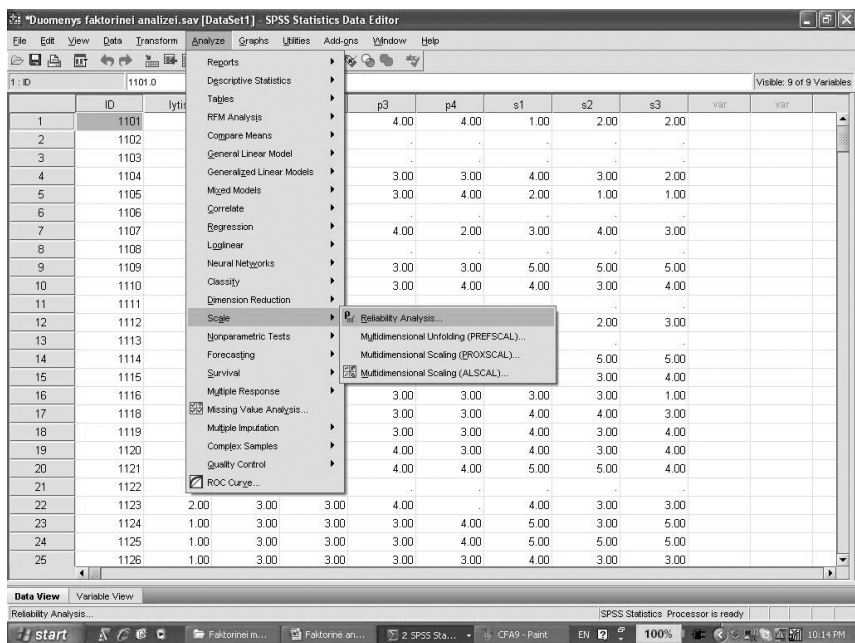 *Duomenys faktorinei analizei.sav [DataSet1] - SPSS Statistics Data Editor
File Edit View Data Transform Analyze Graphs Utilities Add-ons Window Help
1 : ID 1101.0 Visible: 9 of 9 Variables
ID lytis p3 p4 s1 s2 s3 var var
1 1101 4.00 4.00 1.00 2.00 2.00
2 1102 . . . . .
3 1103 . . . . .
4 1104 3.00 3.00 4.00 3.00 2.00
5 1105 3.00 4.00 2.00 1.00 1.00
6 1106 . . . . .
7 1107 4.00 2.00 3.00 4.00 3.00
8 1108 . . . . .
9 1109 3.00 3.00 5.00 5.00 5.00
10 1110 3.00 4.00 4.00 3.00 4.00
11 1111 . .
12 1112 2.00 3.00
13 1113 . .
14 1114 5.00 5.00
15 1115 3.00 4.00
16 1116 3.00 3.00 3.00 3.00 1.00
17 1118 3.00 3.00 4.00 4.00 3.00
18 1119 3.00 3.00 4.00 3.00 4.00
19 1120 4.00 3.00 4.00 3.00 4.00
20 1121 4.00 4.00 5.00 5.00 4.00
21 1122 . . . . .
22 1123 2.00 3.00 3.00 4.00 . 4.00 3.00 3.00
23 1124 1.00 3.00 3.00 3.00 4.00 5.00 3.00 5.00
24 1125 1.00 3.00 3.00 3.00 4.00 5.00 5.00 5.00
25 1126 1.00 3.00 3.00 3.00 3.00 4.00 3.00 3.00
Reports
Descriptive Statistics
Tables
RFM Analysis
Compare Means
General Linear Model
Generalized Linear Models
Mixed Models
Correlate
Regression
Loglinear
Neural Networks
Classify
Dimension Reduction
Scale
Nonparametric Tests
Forecasting
Survival
Multiple Response
Missing Value Analysis...
Multiple Imputation
Complex Samples
Quality Control
ROC Curve...
Reliability Analysis...
Multidimensional Unfolding (PREFSCAL)...
Multidimensional Scaling (PROXSCAL)...
Multidimensional Scaling (ALSCAL)...
Data View Variable View
Reliability Analysis... SPSS Statistics Processor is ready
start Faktorinei m... Faktorinė an... 2 SPSS Sta... CFA9 - Paint EN 100% 10:14 PM